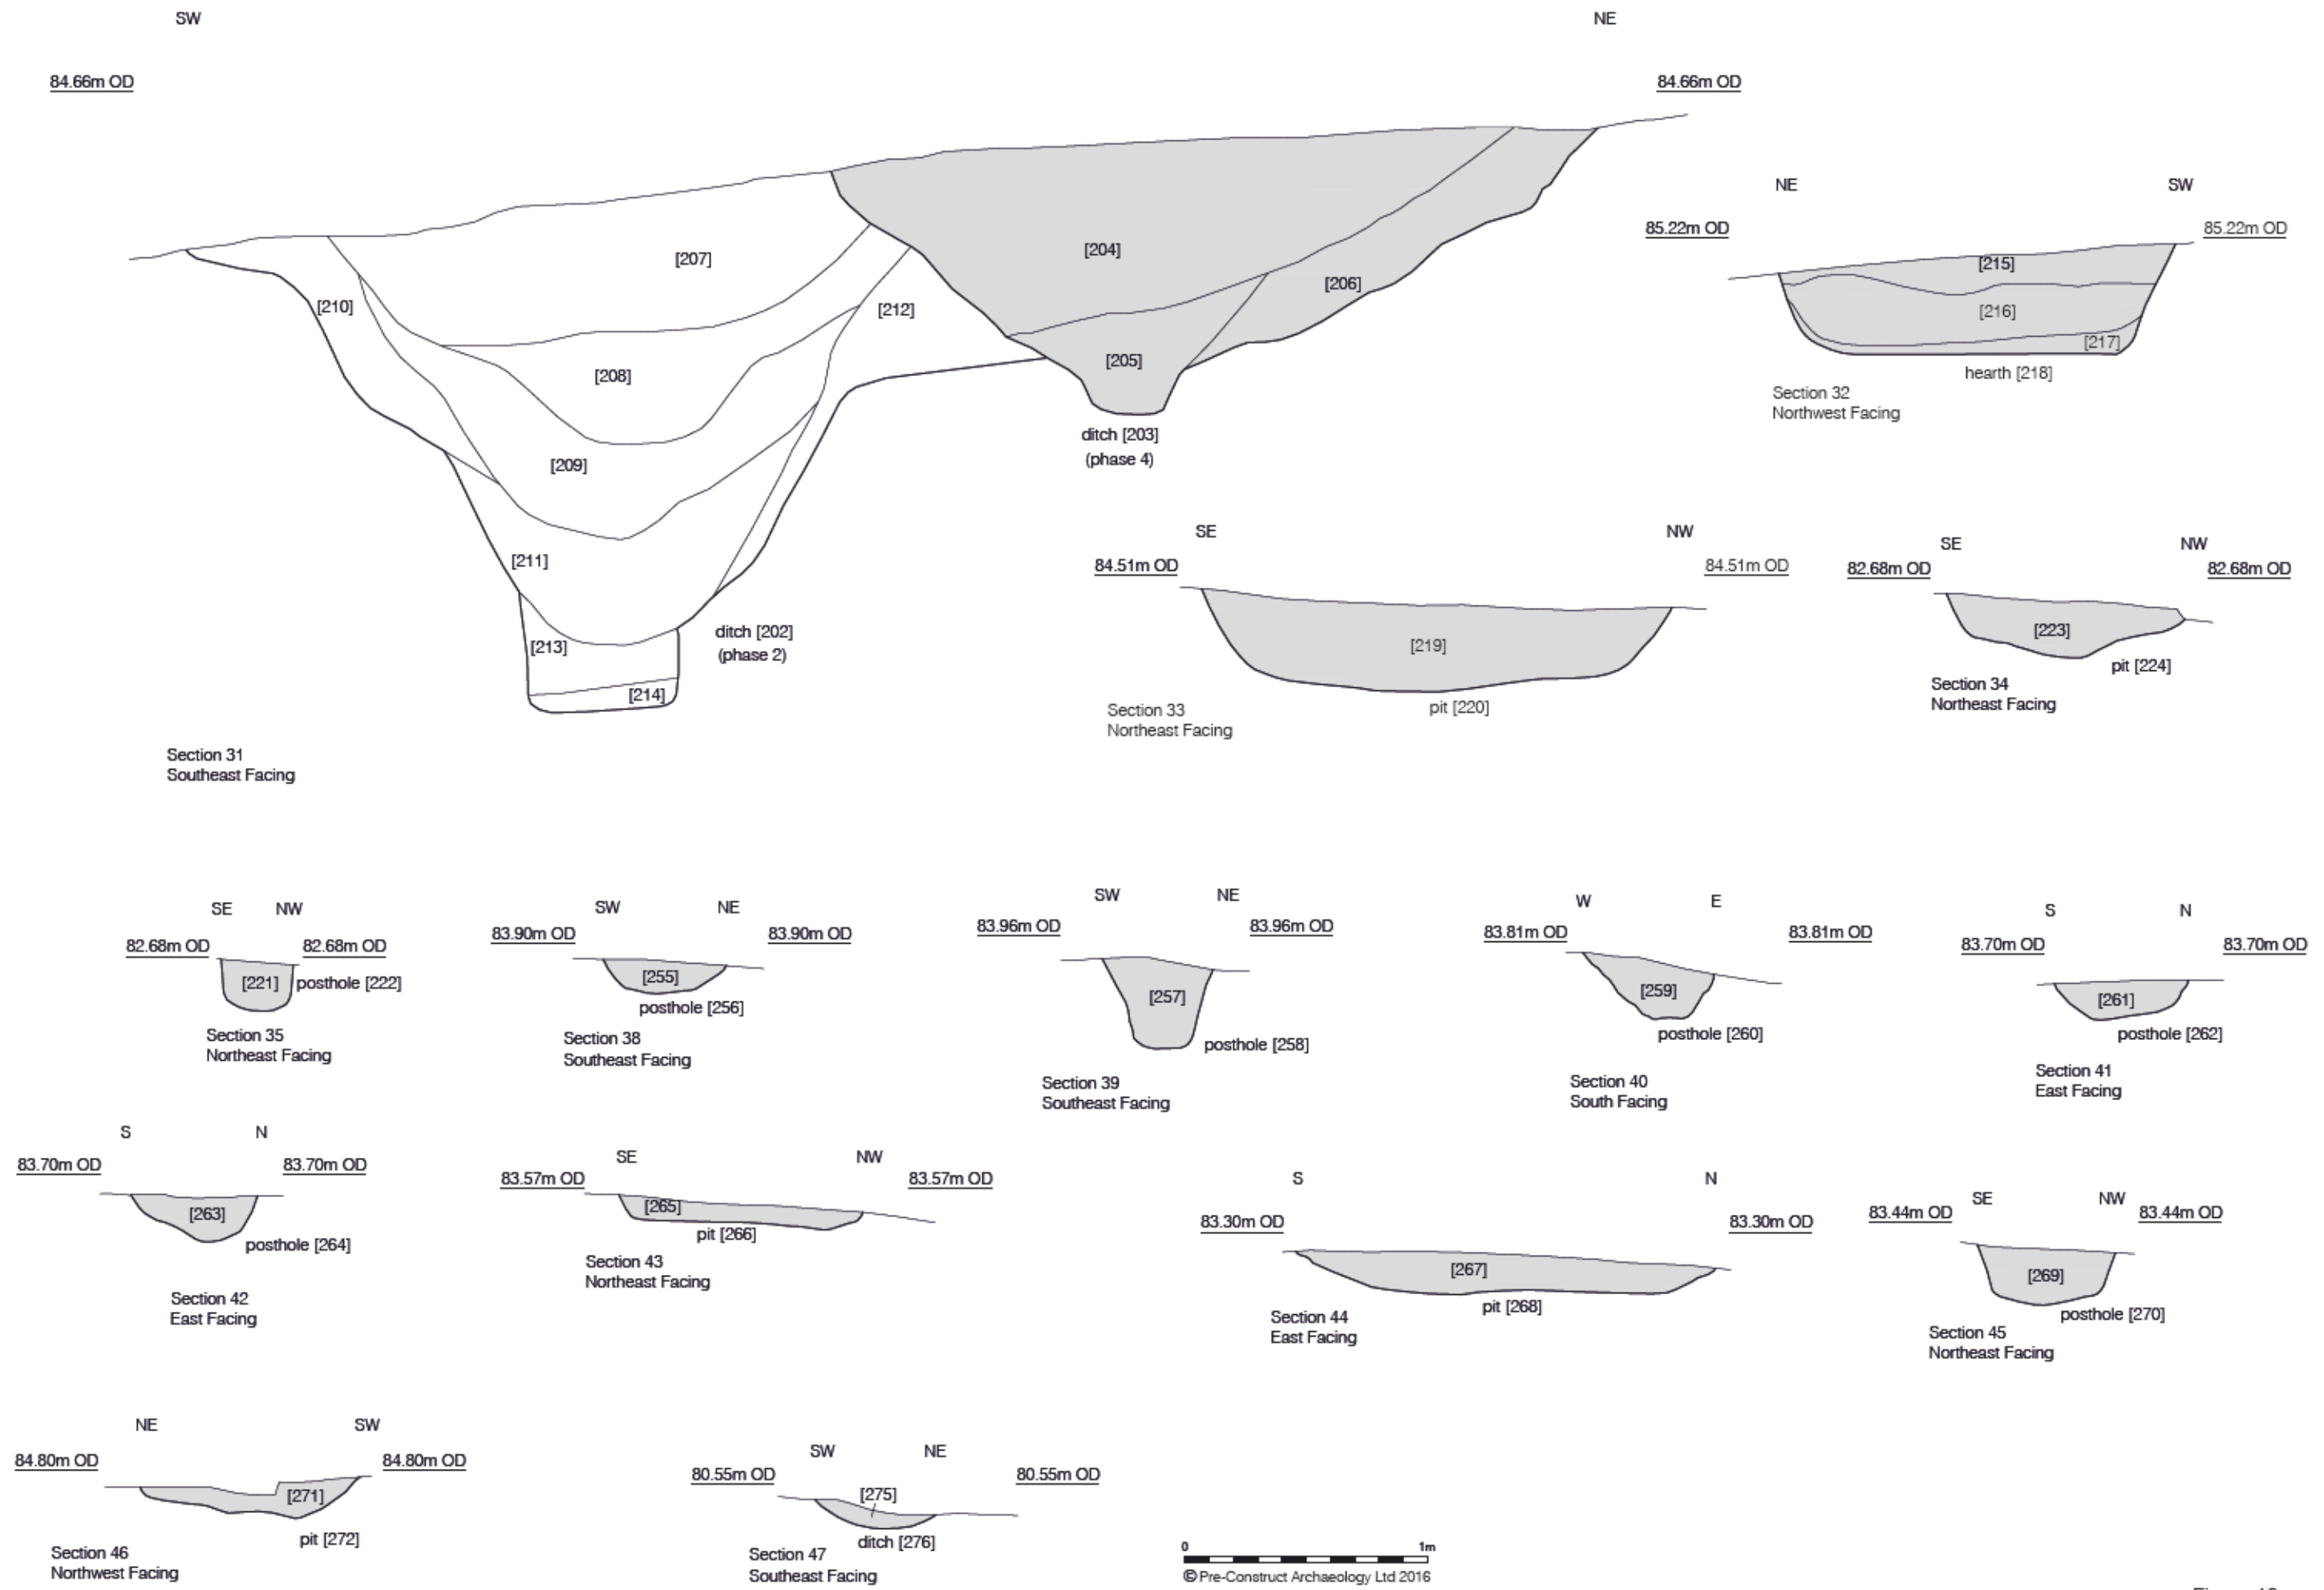 SW
NE
84.66m OD
84.66m OD
[207]
[204]
[206]
[210]
[212]
[208]
[205]
[209]
ditch [203]
(phase 4)
[211]
ditch [202]
(phase 2)
[213]
[214]
Section 31
Southeast Facing
NE
SW
85.22m OD
85.22m OD
[215]
[216]
[217]
hearth [218]
Section 32
Northwest Facing
SE
NW
84.51m OD
84.51m OD
[219]
pit [220]
Section 33
Northeast Facing
SE
NW
82.68m OD
82.68m OD
[223]
pit [224]
Section 34
Northeast Facing
SE
NW
82.68m OD
82.68m OD
[221]
posthole [222]
Section 35
Northeast Facing
SW
NE
83.90m OD
83.90m OD
[255]
posthole [256]
Section 38
Southeast Facing
SW
NE
83.96m OD
83.96m OD
[257]
posthole [258]
Section 39
Southeast Facing
W
E
83.81m OD
83.81m OD
[259]
posthole [260]
Section 40
South Facing
S
N
83.70m OD
83.70m OD
[261]
posthole [262]
Section 41
East Facing
S
N
83.70m OD
83.70m OD
[263]
posthole [264]
Section 42
East Facing
SE
NW
83.57m OD
83.57m OD
[265]
pit [266]
Section 43
Northeast Facing
S
N
83.30m OD
83.30m OD
[267]
pit [268]
Section 44
East Facing
SE
NW
83.44m OD
83.44m OD
[269]
posthole [270]
Section 45
Northeast Facing
NE
SW
84.80m OD
84.80m OD
[271]
pit [272]
Section 46
Northwest Facing
SW
NE
80.55m OD
80.55m OD
[275]
ditch [276]
Section 47
Southeast Facing
0
1m
© Pre-Construct Archaeology Ltd 2016